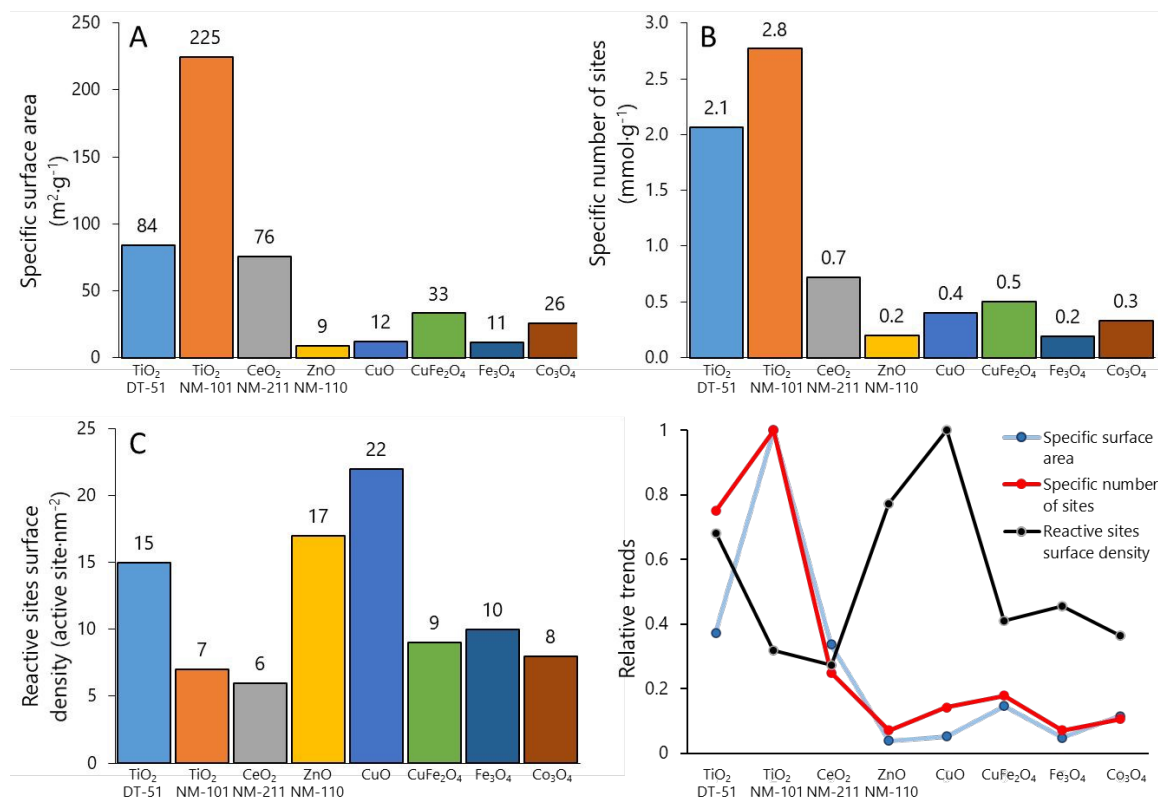 A
Specific surface area
(m²·g⁻¹)
250
200
150
100
50
0
84
225
76
9
12
33
11
26
TiO₂
DT-51
TiO₂
NM-101
CeO₂
NM-211
ZnO
NM-110
CuO
CuFe₂O₄
Fe₃O₄
Co₃O₄
B
Specific number of sites
(mmol·g⁻¹)
3.0
2.5
2.0
1.5
1.0
0.5
0.0
2.1
2.8
0.7
0.2
0.4
0.5
0.2
0.3
TiO₂
DT-51
TiO₂
NM-101
CeO₂
NM-211
ZnO
NM-110
CuO
CuFe₂O₄
Fe₃O₄
Co₃O₄
C
Reactive sites surface
density (active site·nm⁻²)
25
20
15
10
5
0
15
7
6
17
22
9
10
8
TiO₂
DT-51
TiO₂
NM-101
CeO₂
NM-211
ZnO
NM-110
CuO
CuFe₂O₄
Fe₃O₄
Co₃O₄
Relative trends
1
0.8
0.6
0.4
0.2
0
Specific surface
area
Specific number
of sites
Reactive sites
surface density
TiO₂
DT-51
TiO₂
NM-101
CeO₂
NM-211
ZnO
NM-110
CuO
CuFe₂O₄
Fe₃O₄
Co₃O₄